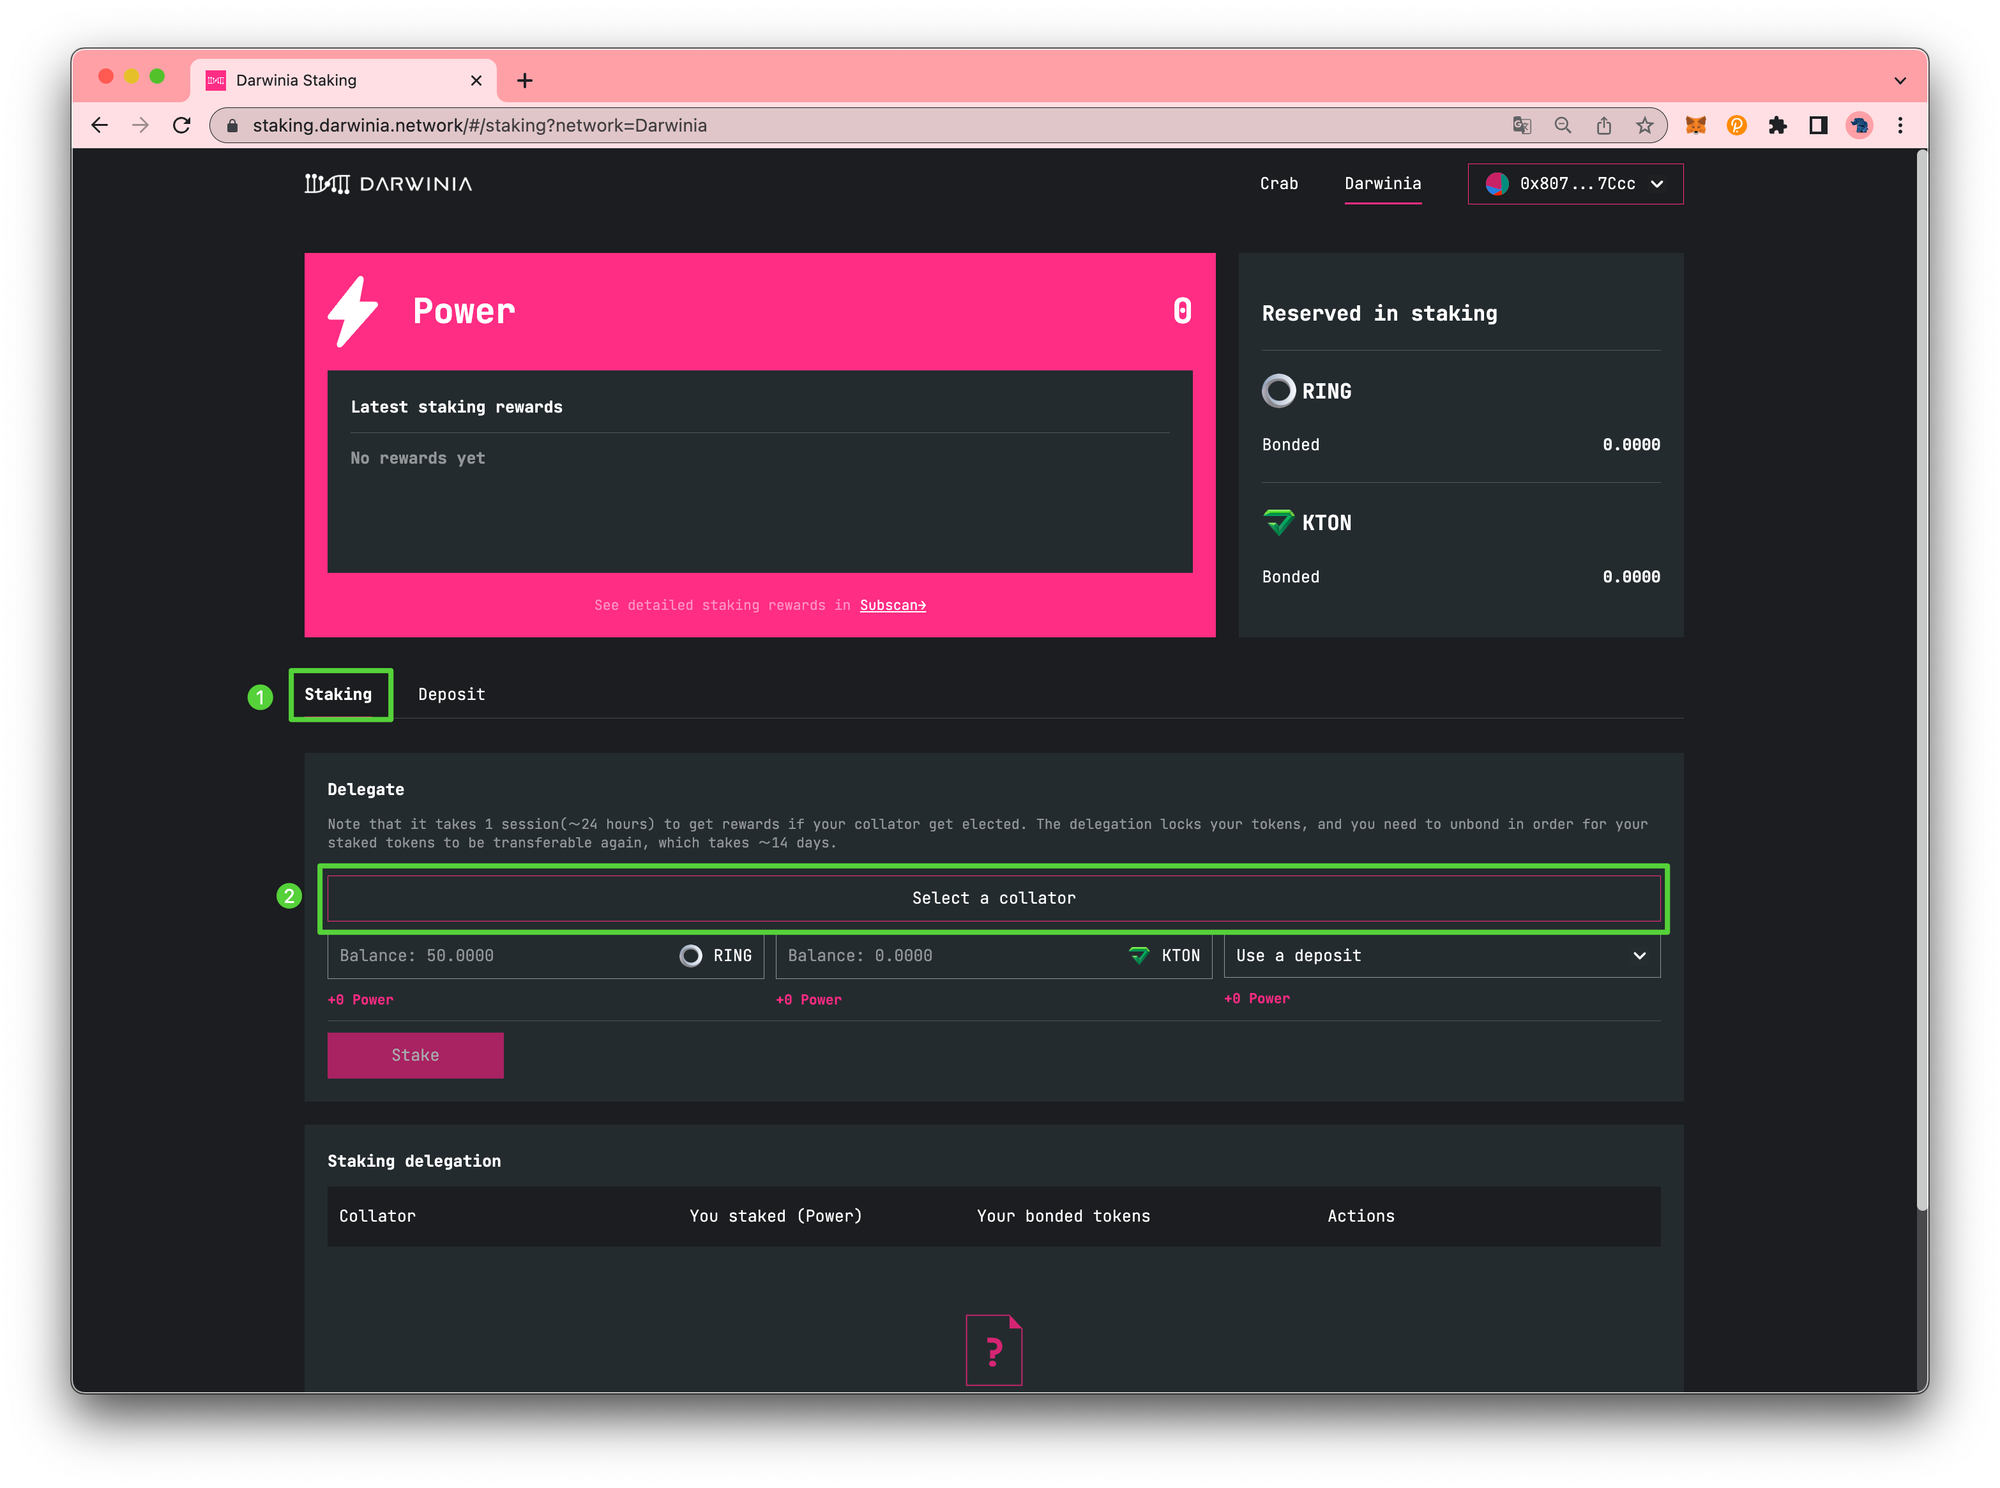 Darwinia Staking
staking.darwinia.network/#/staking?network=Darwinia
DARWINIA
Crab
Darwinia
0x807...7Ccc
Power
0
Latest staking rewards
No rewards yet
See detailed staking rewards in Subscan→
Reserved in staking
RING
Bonded
0.0000
KTON
Bonded
0.0000
1
Staking
Deposit
Delegate
Note that it takes 1 session(~24 hours) to get rewards if your collator get elected. The delegation locks your tokens, and you need to unbond in order for your
staked tokens to be transferable again, which takes ~14 days.
2
Select a collator
Balance: 50.0000
RING
Balance: 0.0000
KTON
Use a deposit
+0 Power
+0 Power
+0 Power
Stake
Staking delegation
Collator
You staked (Power)
Your bonded tokens
Actions
?